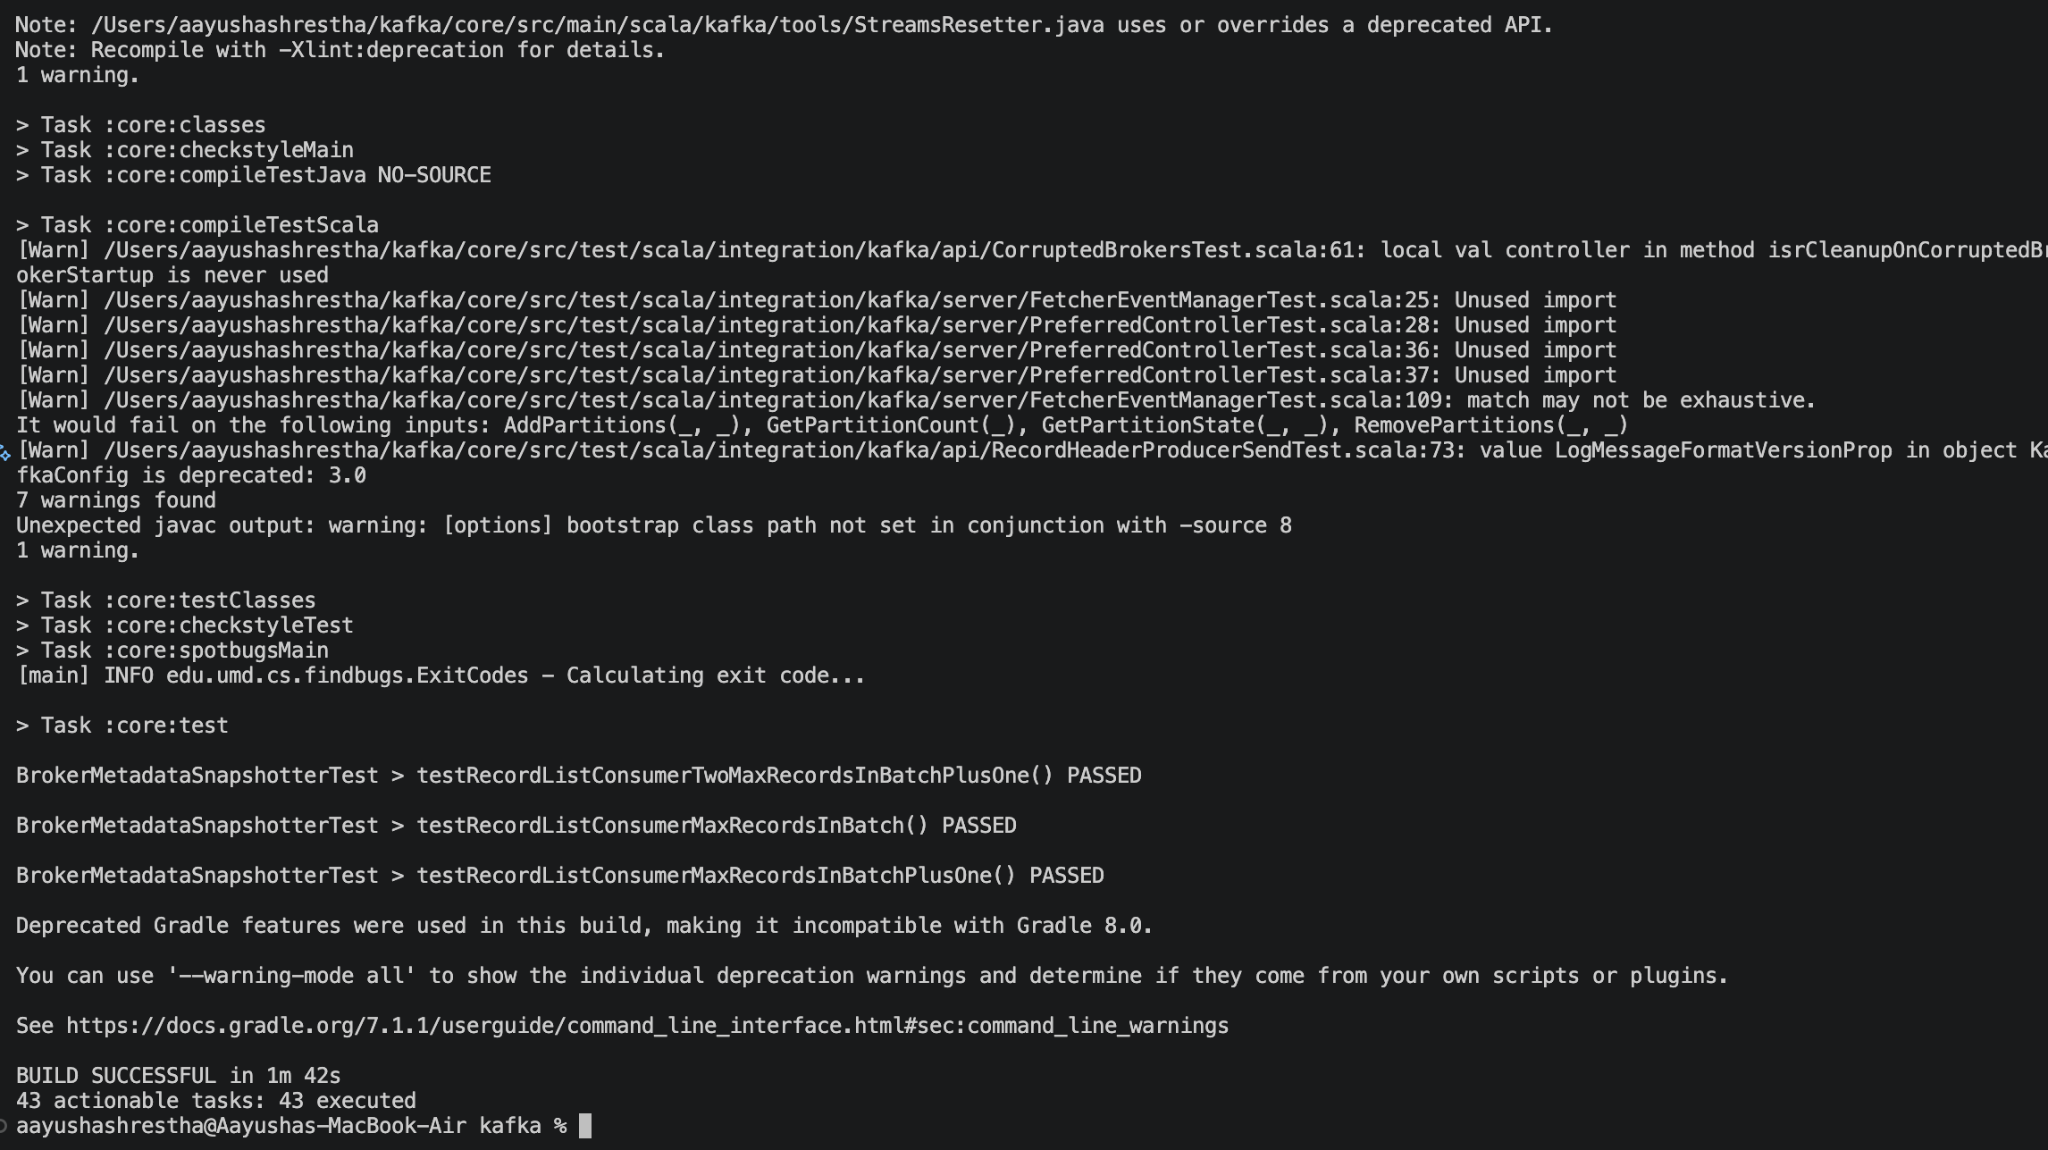 Note: /Users/aayushashrestha/kafka/core/src/main/scala/kafka/tools/StreamsResetter.java uses or overrides a deprecated API.
Note: Recompile with -Xlint:deprecation for details.
1 warning.
> Task :core:classes
> Task :core:checkstyleMain
> Task :core:compileTestJava NO-SOURCE
> Task :core:compileTestScala
[Warn] /Users/aayushashrestha/kafka/core/src/test/scala/integration/kafka/api/CorruptedBrokersTest.scala:61: local val controller in method isrCleanupOnCorruptedBr
okerStartup is never used
[Warn] /Users/aayushashrestha/kafka/core/src/test/scala/integration/kafka/server/FetcherEventManagerTest.scala:25: Unused import
[Warn] /Users/aayushashrestha/kafka/core/src/test/scala/integration/kafka/server/PreferredControllerTest.scala:28: Unused import
[Warn] /Users/aayushashrestha/kafka/core/src/test/scala/integration/kafka/server/PreferredControllerTest.scala:36: Unused import
[Warn] /Users/aayushashrestha/kafka/core/src/test/scala/integration/kafka/server/PreferredControllerTest.scala:37: Unused import
[Warn] /Users/aayushashrestha/kafka/core/src/test/scala/integration/kafka/server/FetcherEventManagerTest.scala:109: match may not be exhaustive.
It would fail on the following inputs: AddPartitions(_, _), GetPartitionCount(_), GetPartitionState(_, _), RemovePartitions(_, _)
[Warn] /Users/aayushashrestha/kafka/core/src/test/scala/integration/kafka/api/RecordHeaderProducerSendTest.scala:73: value LogMessageFormatVersionProp in object Ka
fkaConfig is deprecated: 3.0
7 warnings found
Unexpected javac output: warning: [options] bootstrap class path not set in conjunction with -source 8
1 warning.
> Task :core:testClasses
> Task :core:checkstyleTest
> Task :core:spotbugsMain
[main] INFO edu.umd.cs.findbugs.ExitCodes - Calculating exit code...
> Task :core:test
BrokerMetadataSnapshotterTest > testRecordListConsumerTwoMaxRecordsInBatchPlusOne() PASSED
BrokerMetadataSnapshotterTest > testRecordListConsumerMaxRecordsInBatch() PASSED
BrokerMetadataSnapshotterTest > testRecordListConsumerMaxRecordsInBatchPlusOne() PASSED
Deprecated Gradle features were used in this build, making it incompatible with Gradle 8.0.
You can use '--warning-mode all' to show the individual deprecation warnings and determine if they come from your own scripts or plugins.
See https://docs.gradle.org/7.1.1/userguide/command_line_interface.html#sec:command_line_warnings
BUILD SUCCESSFUL in 1m 42s
43 actionable tasks: 43 executed
aayushashrestha@Aayushas-MacBook-Air kafka %